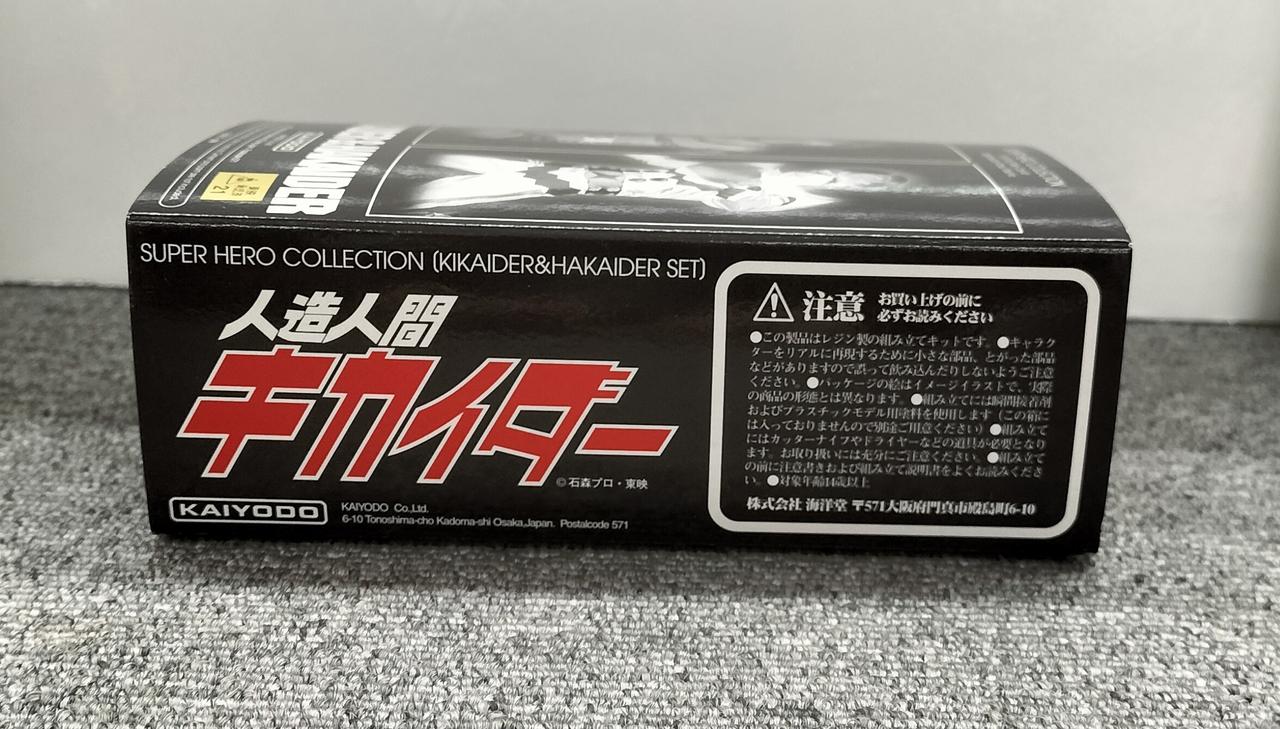 KAIDER
21
SUPER HERO COLLECTION (KIKAIDER&HAKAIDER SET)
人造人間
キカイダー
©石森プロ・東映
KAIYODO
KAIYODO Co.,Ltd.
6-10 Tonoshima-cho Kadoma-shi Osaka,Japan. Postalcode 571
注意
お買い上げの前に
必ずお読みください
●この製品はレジン製の組み立てキットです。●キャラク
ターをリアルに再現するために小さな部品、とがった部品
などがありますので誤って飲み込んだりしないようご注意
ください。●パッケージの絵はイメージイラストで、実際
の商品の形態とは異なります。●組み立てには瞬間接着剤
およびプラスチックモデル用塗料を使用します（この箱に
は入っておりませんので別途ご用意ください）●組み立て
にはカッターナイフやドライヤーなどの道具が必要となり
ます。お取り扱いには充分にご注意ください。●組み立て
の前に注意書きおよび組み立て説明書をよくお読みくださ
い。●対象年齢14歳以上
株式会社 海洋堂 〒571大阪府門真市殿島町6-10